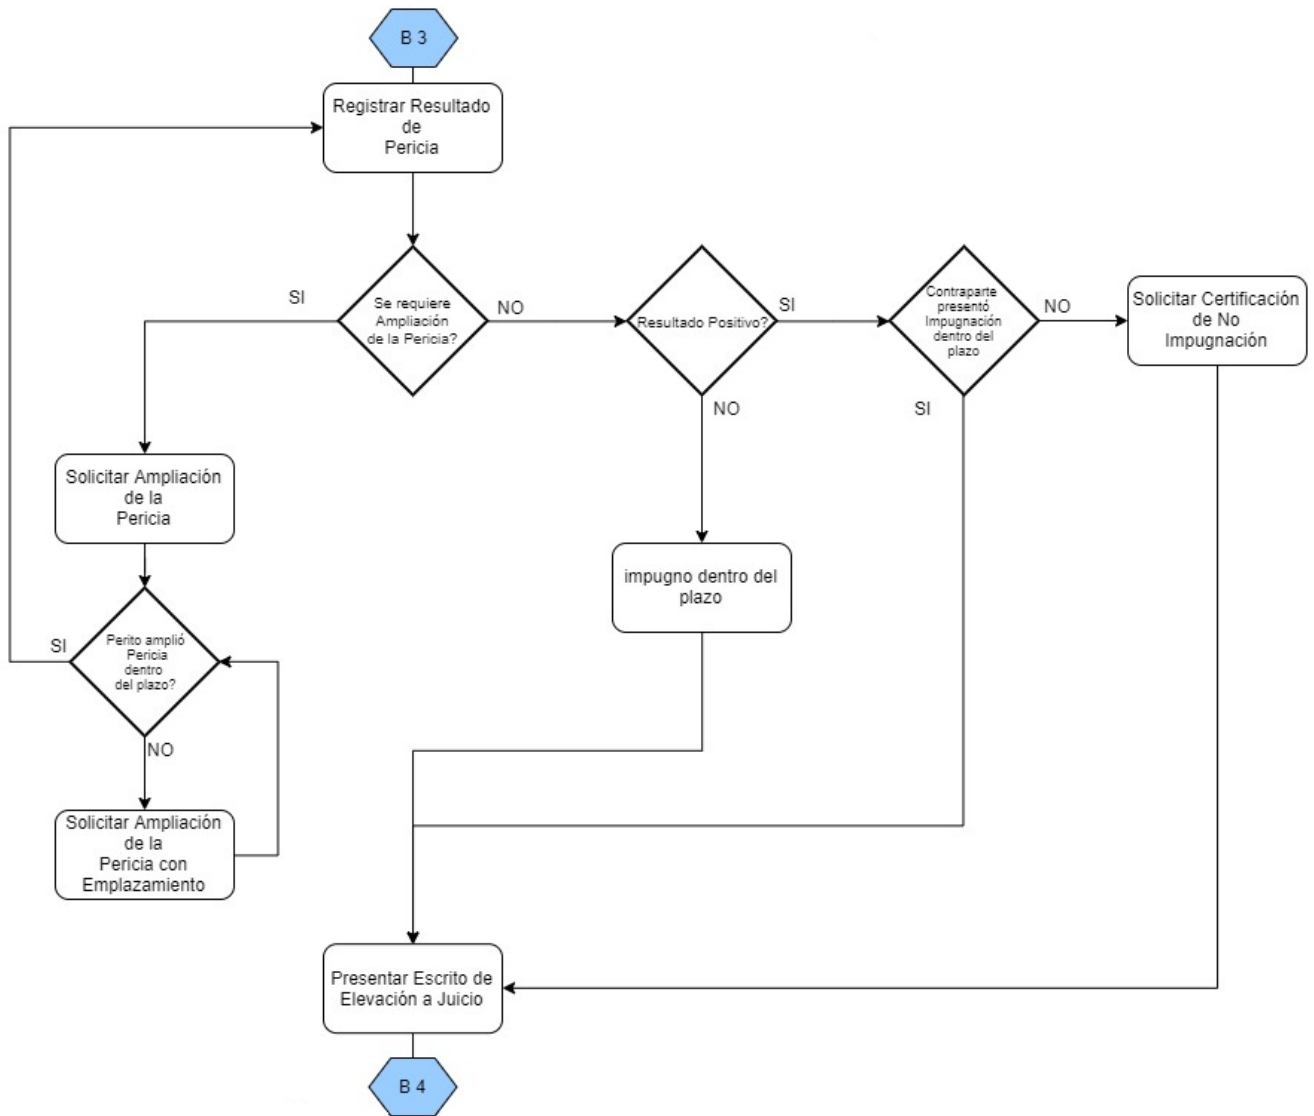 B 3
Registrar Resultado
de
Pericia
SI
Se requiere
Ampliación
de la Pericia?
NO
Resultado Positivo?
SI
Contraparte
presentó
Impugnación
dentro del
plazo
NO
Solicitar Certificación
de No
Impugnación
NO
SI
Solicitar Ampliación
de la
Pericia
impugno dentro del
plazo
SI
Perito amplió
Pericia
dentro
del plazo?
NO
Solicitar Ampliación
de la
Pericia con
Emplazamiento
Presentar Escrito de
Elevación a Juicio
B 4